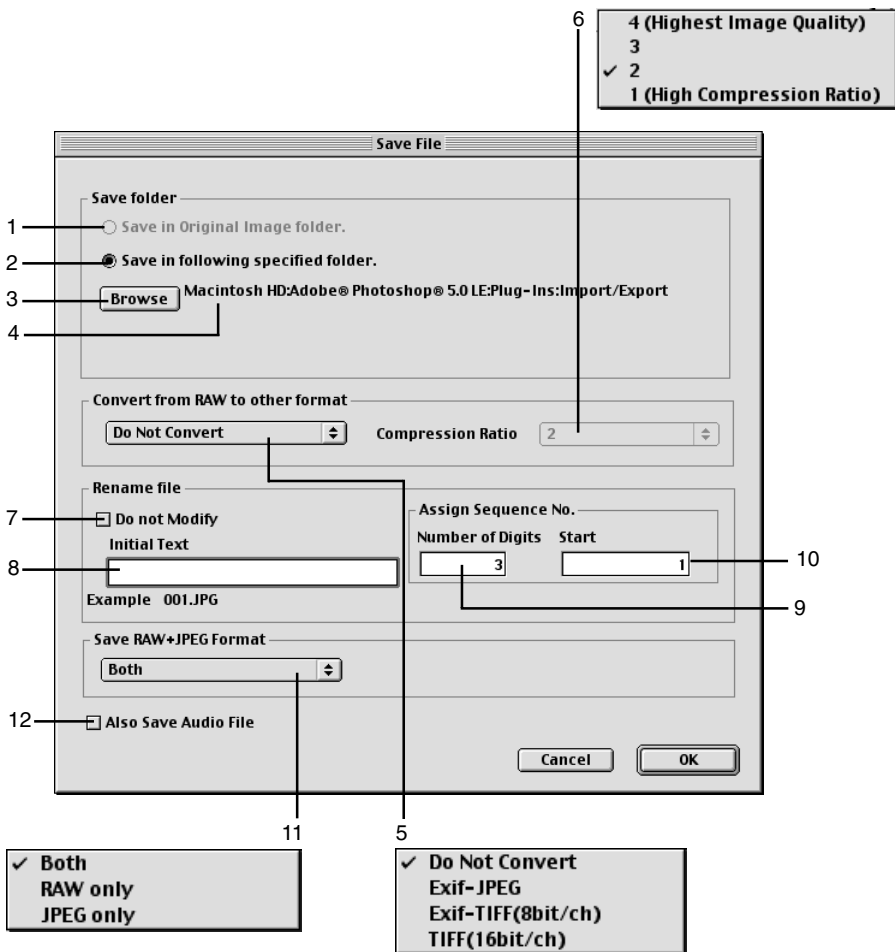 6
4 (Highest Image Quality)
3
✓ 2
1 (High Compression Ratio)
Save File
Save folder
1
Save in Original Image folder.
2
Save in following specified folder.
3
Browse
Macintosh HD:Adobe® Photoshop® 5.0 LE:Plug-Ins:Import/Export
4
Convert from RAW to other format
Do Not Convert
Compression Ratio
2
Rename file
7
Do not Modify
Initial Text
8
Example 001.JPG
Assign Sequence No.
Number of Digits Start
3 1
10
9
Save RAW+JPEG Format
Both
12
Also Save Audio File
Cancel OK
11
5
✓ Both
RAW only
JPEG only
✓ Do Not Convert
Exif-JPEG
Exif-TIFF(8bit/ch)
TIFF(16bit/ch)